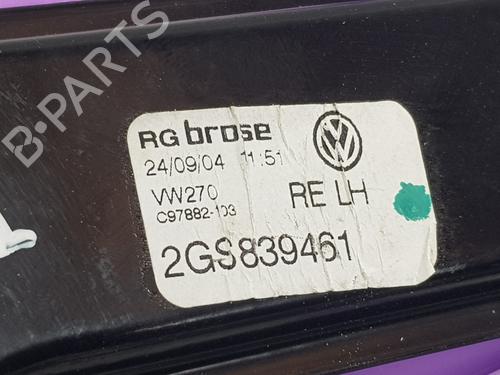 B-PARTS
RG brose
24/09/04 11:51
VW270
RE LH
C97882-103
2GS839461